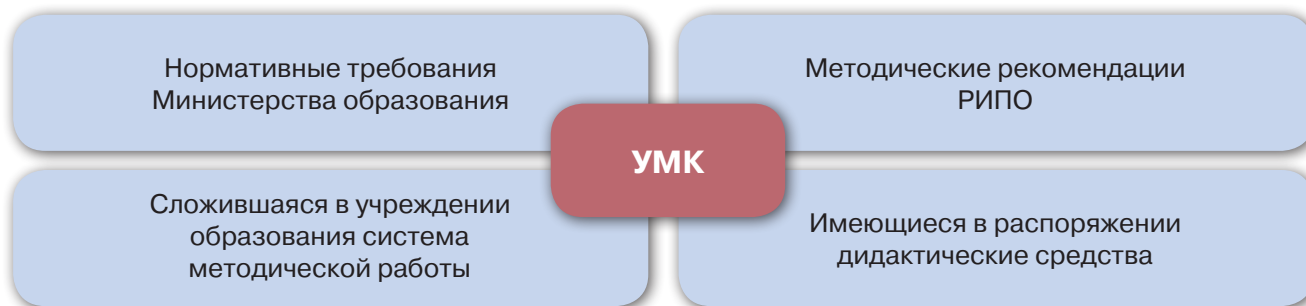 Нормативные требования
Министерства образования
Методические рекомендации
РИПО
УМК
Сложившаяся в учреждении
образования система
методической работы
Имеющиеся в распоряжении
дидактические средства